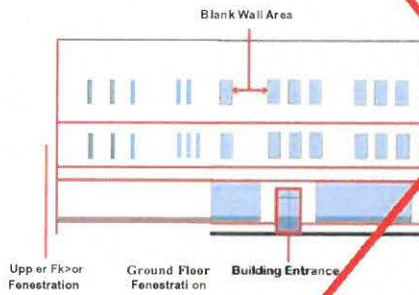 Blank Wall Area
Upp er Fk>or
Fenestration
Ground Floor
Fenestrati on
Building Entrance